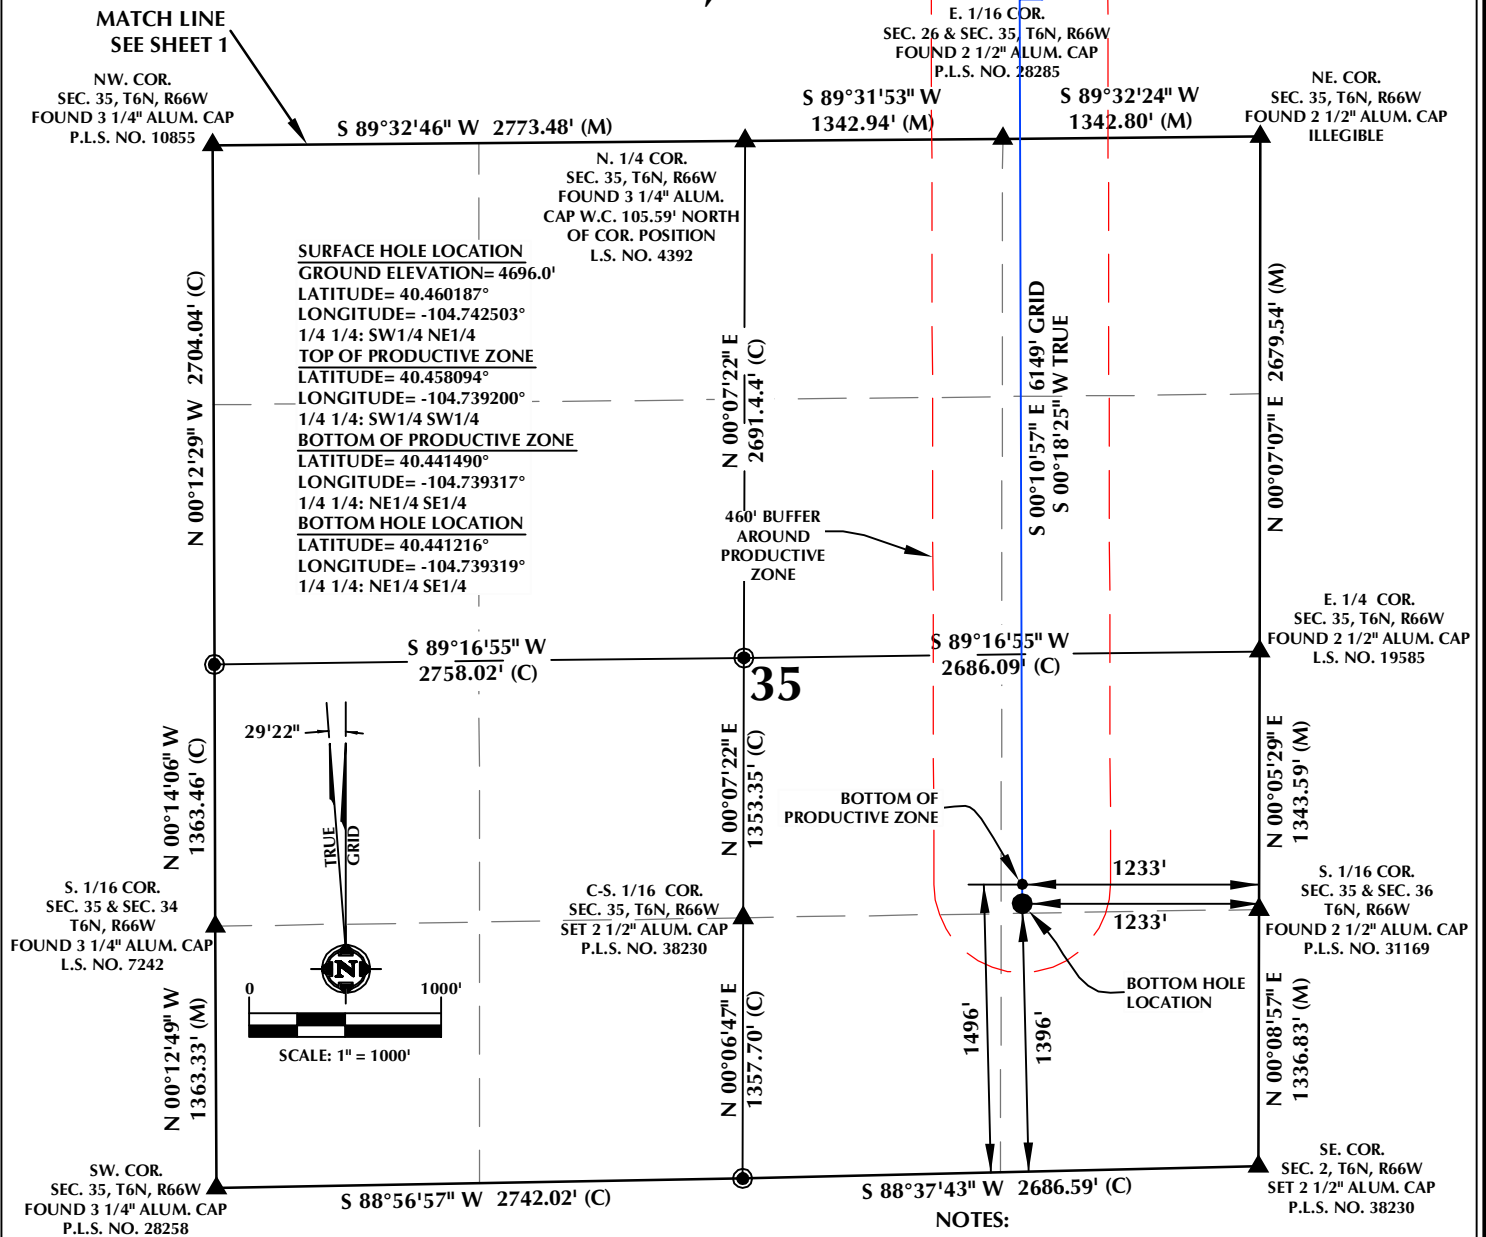 MATCH LINE
SEE SHEET 1
NW. COR.
SEC. 35, T6N, R66W
FOUND 3 1/4" ALUM. CAP
P.L.S. NO. 10855
E. 1/16 COR.
SEC. 26 & SEC. 35, T6N, R66W
FOUND 2 1/2" ALUM. CAP
P.L.S. NO. 28285
NE. COR.
SEC. 35, T6N, R66W
FOUND 2 1/2" ALUM. CAP
ILLEGIBLE
S 89°32'46" W 2773.48' (M)
S 89°31'53" W
1342.94' (M)
S 89°32'24" W
1342.80' (M)
N. 1/4 COR.
SEC. 35, T6N, R66W
FOUND 3 1/4" ALUM.
CAP W.C. 105.59' NORTH
OF COR. POSITION
L.S. NO. 4392
SURFACE HOLE LOCATION
GROUND ELEVATION= 4696.0'
LATITUDE= 40.460187°
LONGITUDE= -104.742503°
1/4 1/4: SW1/4 NE1/4
TOP OF PRODUCTIVE ZONE
LATITUDE= 40.458094°
LONGITUDE= -104.739200°
1/4 1/4: SW1/4 SW1/4
BOTTOM OF PRODUCTIVE ZONE
LATITUDE= 40.441490°
LONGITUDE= -104.739317°
1/4 1/4: NE1/4 SE1/4
BOTTOM HOLE LOCATION
LATITUDE= 40.441216°
LONGITUDE= -104.739319°
1/4 1/4: NE1/4 SE1/4
N 00°12'29" W 2704.04' (C)
N 00°07'22" E
2691.4.4' (C)
S 00°10'57" E 6149' GRID
S 00°18'25" W TRUE
N 00°07'07" E 2679.54' (M)
460' BUFFER
AROUND
PRODUCTIVE
ZONE
E. 1/4 COR.
SEC. 35, T6N, R66W
FOUND 2 1/2" ALUM. CAP
L.S. NO. 19585
S 89°16'55" W
2758.02' (C)
S 89°16'55" W
2686.09' (C)
35
29'22"
TRUE
GRID
N
N 00°14'06" W
1363.46' (C)
N 00°07'22" E
1353.35' (C)
N 00°05'29" E
1343.59' (M)
BOTTOM OF
PRODUCTIVE ZONE
1233'
1233'
S. 1/16 COR.
SEC. 35 & SEC. 34
T6N, R66W
FOUND 3 1/4" ALUM. CAP
L.S. NO. 7242
C-S. 1/16 COR.
SEC. 35, T6N, R66W
SET 2 1/2" ALUM. CAP
P.L.S. NO. 38230
S. 1/16 COR.
SEC. 35 & SEC. 36
T6N, R66W
FOUND 2 1/2" ALUM. CAP
P.L.S. NO. 31169
BOTTOM HOLE
LOCATION
0 1000'
SCALE: 1" = 1000'
N 00°12'49" W
1363.33' (M)
N 00°06'47" E
1357.70' (C)
1496'
1396'
N 00°08'57" E
1336.83' (M)
SW. COR.
SEC. 35, T6N, R66W
FOUND 3 1/4" ALUM. CAP
P.L.S. NO. 28258
S 88°56'57" W 2742.02' (C)
S 88°37'43" W 2686.59' (C)
SE. COR.
SEC. 2, T6N, R66W
SET 2 1/2" ALUM. CAP
P.L.S. NO. 38230
NOTES: